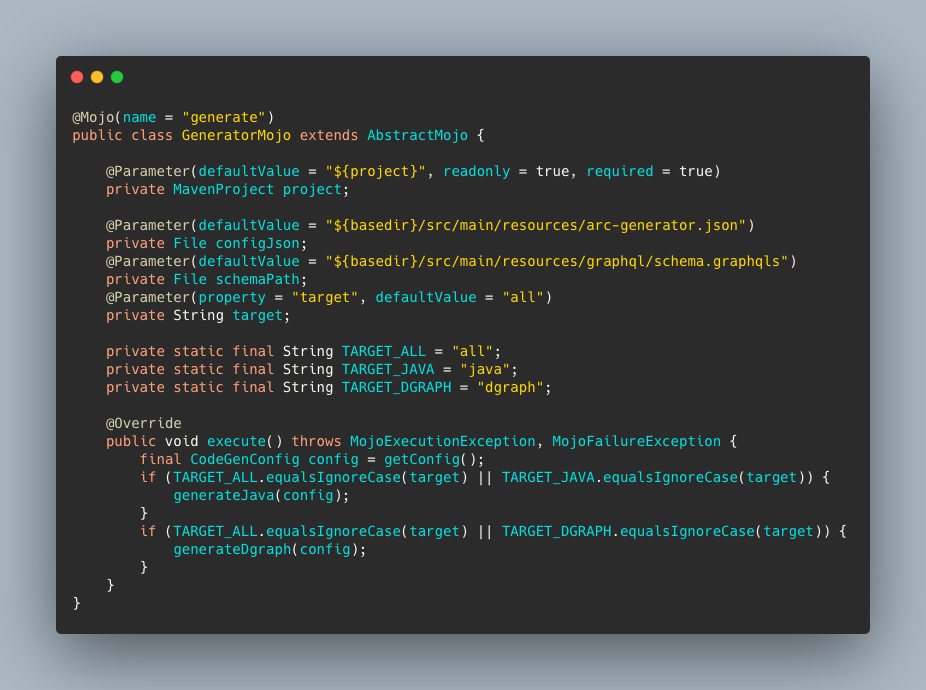 @Mojo(name = "generate")
public class GeneratorMojo extends AbstractMojo {

    @Parameter(defaultValue = "${project}", readonly = true, required = true)
    private MavenProject project;

    @Parameter(defaultValue = "${basedir}/src/main/resources/arc-generator.json")
    private File configJson;
    @Parameter(defaultValue = "${basedir}/src/main/resources/graphql/schema.graphqls")
    private File schemaPath;
    @Parameter(property = "target", defaultValue = "all")
    private String target;

    private static final String TARGET_ALL = "all";
    private static final String TARGET_JAVA = "java";
    private static final String TARGET_DGRAPH = "dgraph";

    @Override
    public void execute() throws MojoExecutionException, MojoFailureException {
        final CodeGenConfig config = getConfig();
        if (TARGET_ALL.equalsIgnoreCase(target) || TARGET_JAVA.equalsIgnoreCase(target)) {
            generateJava(config);
        }
        if (TARGET_ALL.equalsIgnoreCase(target) || TARGET_DGRAPH.equalsIgnoreCase(target)) {
            generateDgraph(config);
        }
    }
}